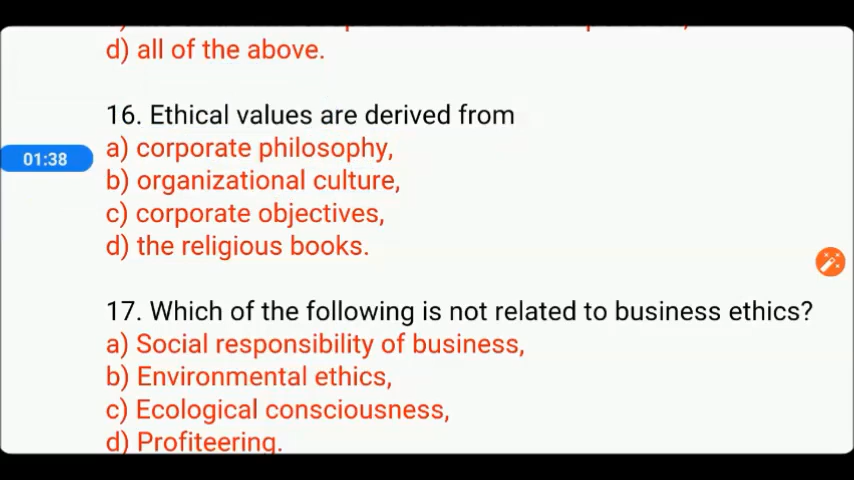 d) all of the above.
16. Ethical values are derived from
01:38
a) corporate philosophy,
b) organizational culture,
c) corporate objectives,
d) the religious books.
17. Which of the following is not related to business ethics?
a) Social responsibility of business,
b) Environmental ethics,
c) Ecological consciousness,
d) Profiteering.